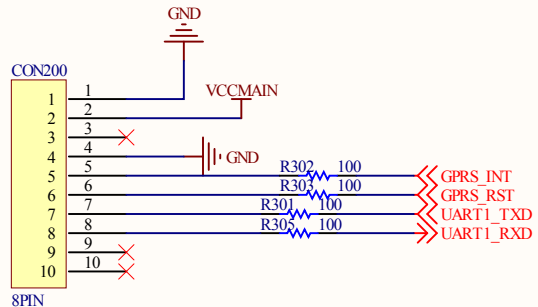 GND
CON200
1 1
2 2 VCCMAIN
3 3
4 4 GND
5 5 R302 100 GPRS_INT
6 6 R303 100 GPRS_RST
7 7 R301 100 UART1_TXD
8 8 R305 100 UART1_RXD
9 9
10 10
8PIN